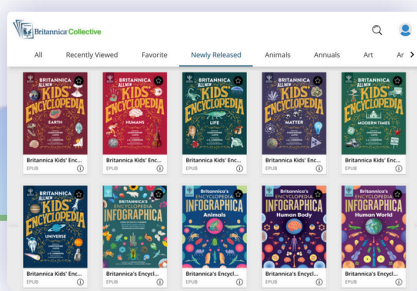 Britannica Collective
All Recently Viewed Favorite Newly Released Animals Annuals Art Ar
BRITANNICA BRITANNICA BRITANNICA BRITANNICA BRITANNICA
ALL NEW ALL NEW ALL NEW ALL NEW ALL NEW
KIDS' KIDS' KIDS' KIDS' KIDS'
ENCYCLOPEDIA ENCYCLOPEDIA ENCYCLOPEDIA ENCYCLOPEDIA ENCYCLOPEDIA
EARTH HUMANS LIFE MATTER MODERN TIMES
Britannica Kids' Enc... Britannica Kids' Enc... Britannica Kids' Enc... Britannica Kids' Enc... Britannica Kids' Enc...
EPUB EPUB EPUB EPUB EPUB
BRITANNICA BRITANNICA'S Britannica's Britannica's Britannica's
ALL NEW ENCYCLOPEDIA ENCYCLOPEDIA ENCYCLOPEDIA ENCYCLOPEDIA
KIDS' INFOGRAPHICA INFOGRAPHICA INFOGRAPHICA INFOGRAPHICA
ENCYCLOPEDIA Animals Human Body Human World
UNIVERSE
Britannica Kids' Enc... Britannica's Encycl... Britannica's Encycl... Britannica's Encycl... Britannica's Encycl...
EPUB EPUB EPUB EPUB EPUB